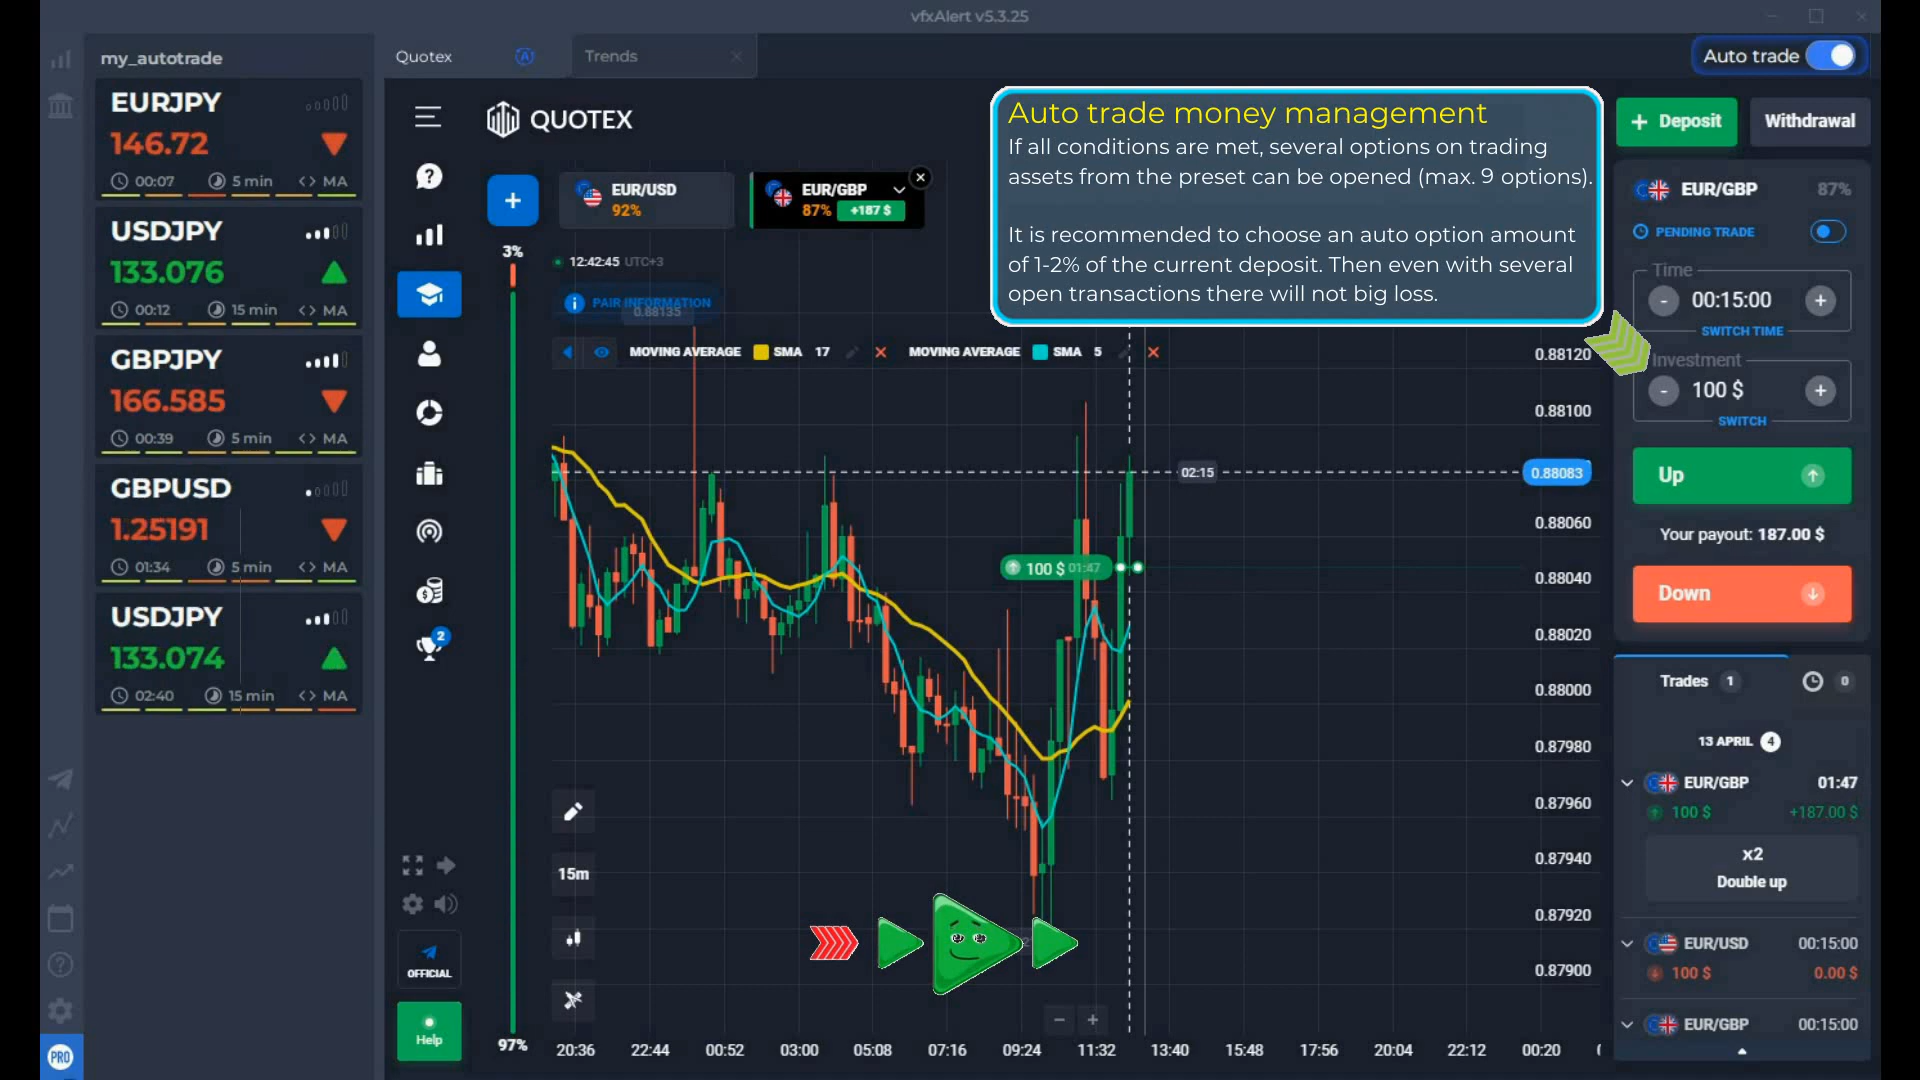 vfxAlert v5.3.25
my_autotrade
Quotex
Trends
Auto trade
EURJPY
146.72
00:07 5 min <> MA
USDJPY
133.076
00:12 15 min <> MA
GBPJPY
166.585
00:39 5 min <> MA
GBPUSD
1.25191
01:34 5 min <> MA
USDJPY
133.074
02:40 15 min <> MA
PRO
QUOTEX
2
OFFICIAL
Help
+
EUR/USD
92%
EUR/GBP
87% +187 $
3%
97%
12:42:45 UTC+3
PAIR INFORMATION
0.88135
MOVING AVERAGE SMA 17
MOVING AVERAGE SMA 5
Auto trade money management
If all conditions are met, several options on trading
assets from the preset can be opened (max. 9 options).
It is recommended to choose an auto option amount
of 1-2% of the current deposit. Then even with several
open transactions there will not big loss.
02:15
100 $ 01:47
15m
0.88120
0.88100
0.88083
0.88060
0.88040
0.88020
0.88000
0.87980
0.87960
0.87940
0.87920
0.87900
20:36 22:44 00:52 03:00 05:08 07:16 09:24 11:32 13:40 15:48 17:56 20:04 22:12 00:20
+ Deposit
Withdrawal
EUR/GBP 87%
PENDING TRADE
Time
- 00:15:00 +
SWITCH TIME
Investment
- 100 $ +
SWITCH
Up
Your payout: 187.00 $
Down
Trades 1 0
13 APRIL 4
EUR/GBP 01:47
100 $ +187.00 $
x2
Double up
EUR/USD 00:15:00
100 $ 0.00 $
EUR/GBP 00:15:00